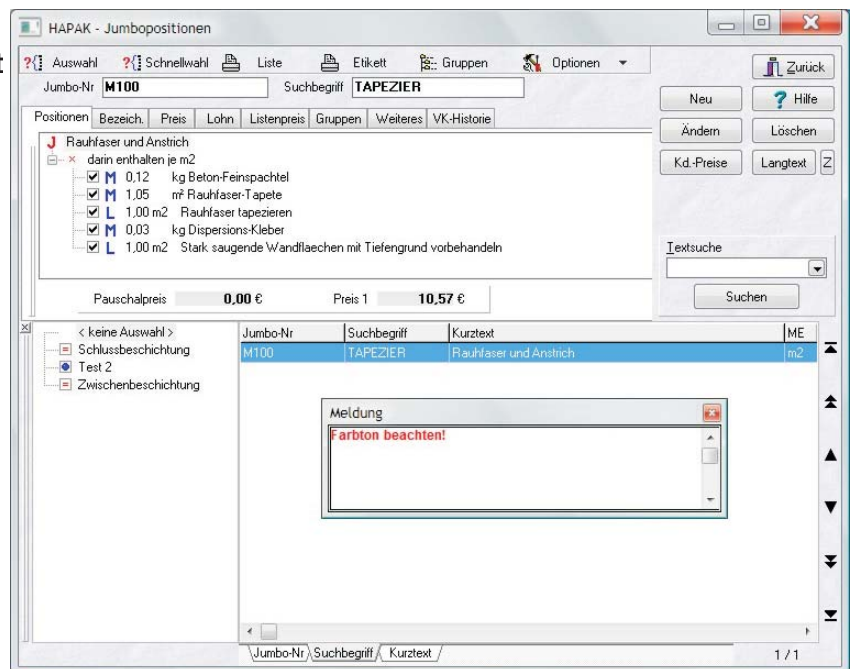 HAPAK - Jumbopositionen
t
?{] Auswahl ?{] Schnellwahl Liste Etikett Gruppen Optionen
Zurück
Jumbo-Nr M100 Suchbegriff TAPEZIER
Neu ? Hilfe
Positionen Bezeich. Preis Lohn Listenpreis Gruppen Weiteres VK-Historie
Ändern Löschen
J Rauhfaser und Anstrich
darin enthalten je m2
Kd.-Preise Langtext Z
M 0,12 kg Beton-Feinspachtel
M 1,05 m² Rauhfaser-Tapete
L 1,00 m2 Rauhfaser tapezieren
M 0,03 kg Dispersions-Kleber
L 1,00 m2 Stark saugende Wandflaechen mit Tiefengrund vorbehandeln
Textsuche
Suchen
Pauschalpreis 0,00 € Preis 1 10,57 €
< keine Auswahl >
Schlussbeschichtung
Test 2
Zwischenbeschichtung
Jumbo-Nr Suchbegriff Kurztext ME
M100 TAPEZIER Rauhfaser und Anstrich m2
Meldung
Farbton beachten!
Jumbo-Nr Suchbegriff Kurztext
1 / 1